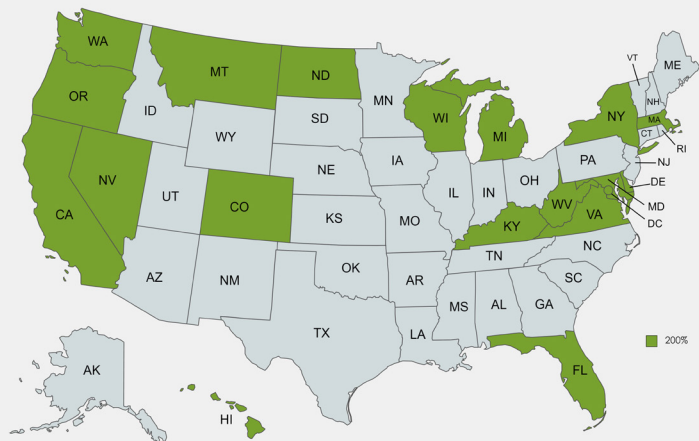 WA
MT
ND
MN
VT
ME
OR
ID
WI
MI
NY
NH
MA
WY
SD
CT
RI
IA
PA
NJ
NE
NV
UT
CO
IL
IN
OH
DE
MD
CA
KS
MO
WV
VA
DC
KY
OK
TN
NC
AZ
NM
AR
SC
MS
AL
GA
TX
LA
200%
AK
FL
HI